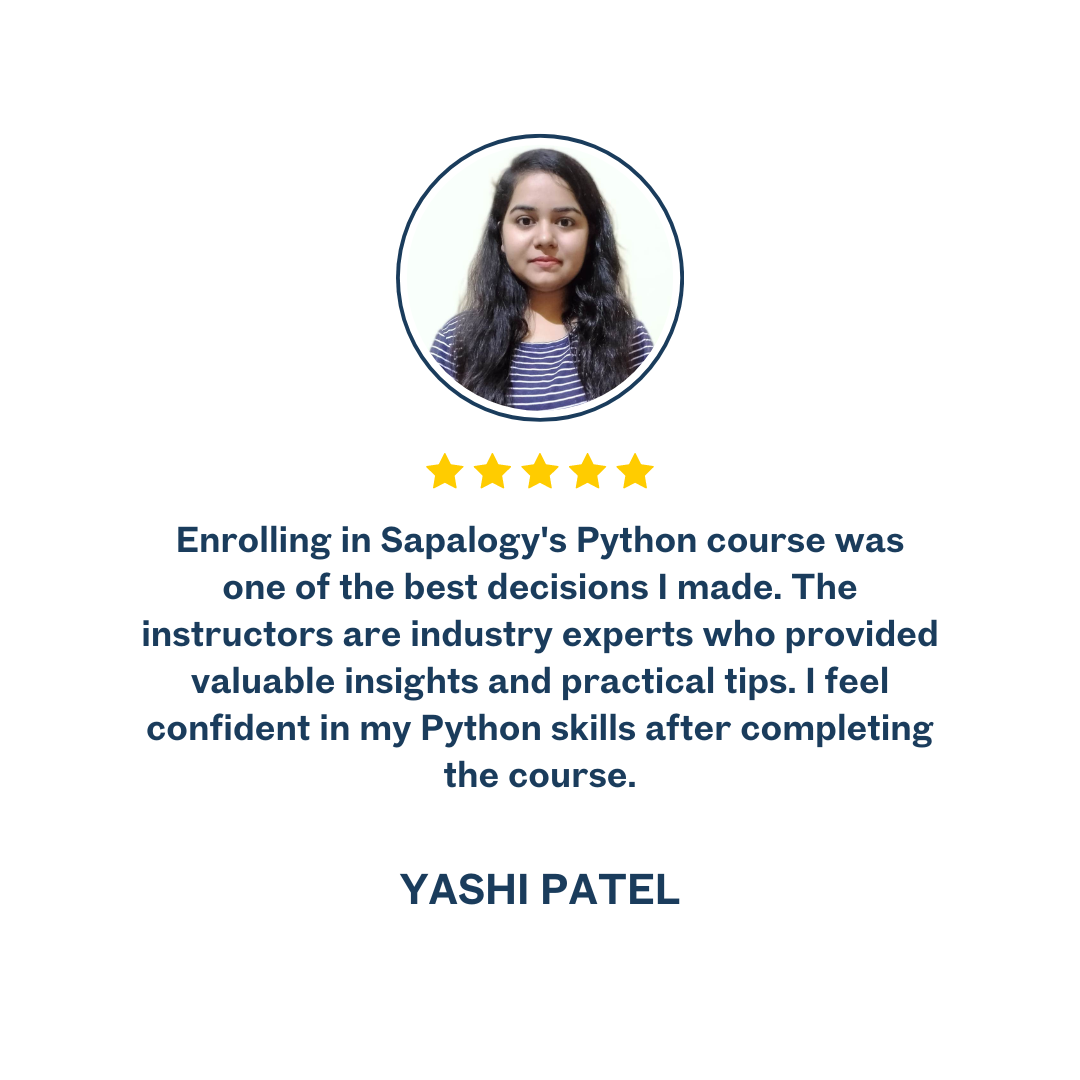 Enrolling in Sapalogy's Python course was
one of the best decisions I made. The
instructors are industry experts who provided
valuable insights and practical tips. I feel
confident in my Python skills after completing
the course.
YASHI PATEL